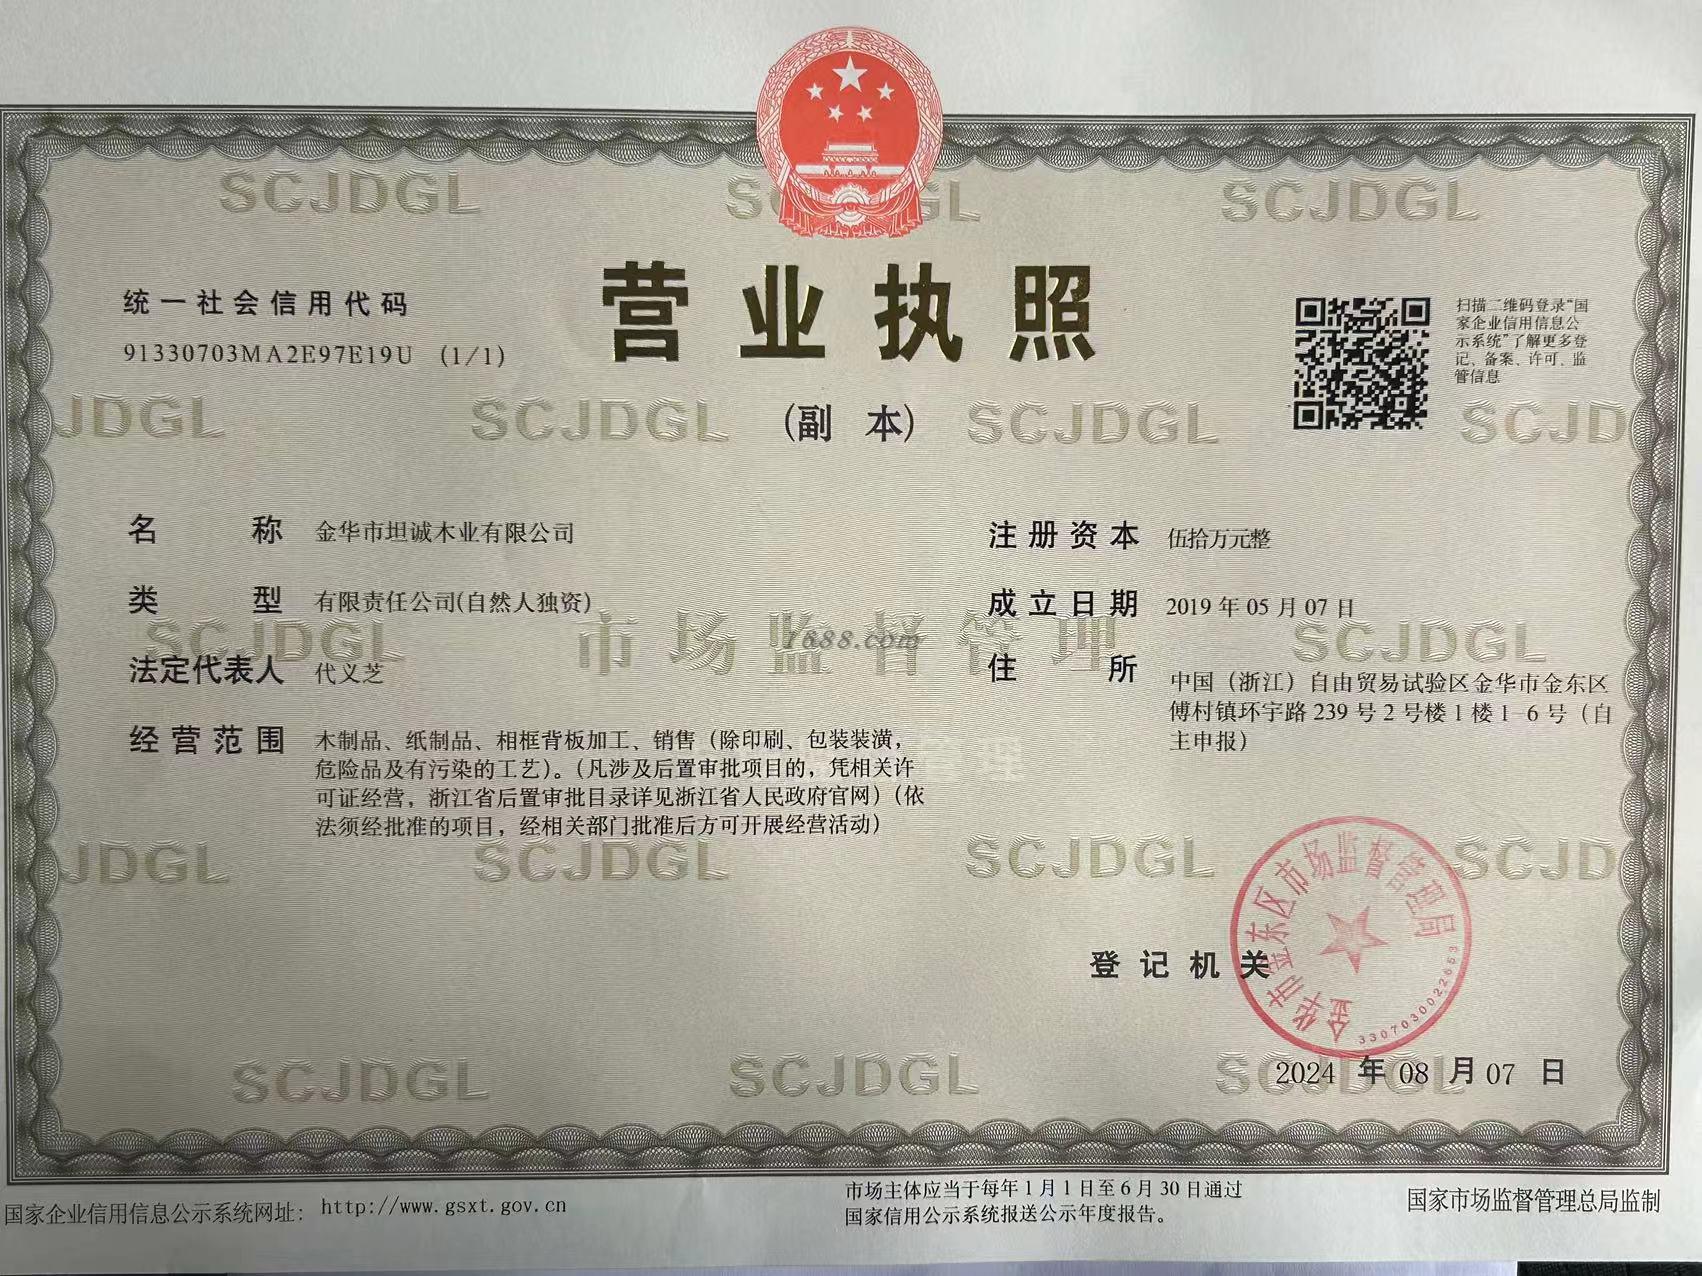 营业执照
（副 本）
统一社会信用代码
91330703MA2E97E19U （1/1）
扫描二维码登录“国
家企业信用信息公
示系统”了解更多登
记、备案、许可、监
管信息
名 称 金华市坦诚木业有限公司
类 型 有限责任公司(自然人独资)
法定代表人 代义芝
经营范围 木制品、纸制品、相框背板加工、销售（除印刷、包装装潢，
危险品及有污染的工艺）。（凡涉及后置审批项目的，凭相关许
可证经营，浙江省后置审批目录详见浙江省人民政府官网）（依
法须经批准的项目，经相关部门批准后方可开展经营活动）
注册资本 伍拾万元整
成立日期 2019年05月07日
住 所 中国（浙江）自由贸易试验区金华市金东区
傅村镇环宇路239号2号楼1楼1-6号（自
主申报）
登记机关
金华市金东区市场监督管理局
3307030022653
2024 年 08 月 07 日
国家企业信用信息公示系统网址： http://www.gsxt.gov.cn
市场主体应当于每年1月1日至6月30日通过
国家信用公示系统报送公示年度报告。
国家市场监督管理总局监制
SCJDGL
SCJDGL
JDGL
SCJDGL
SCJDGL
SCJD
SCJDGL
市场监督管理
SCJDGL
1688.com
JDGL
SCJDGL
SCJDGL
SCJD
SCJDGL
SCJDGL
SCJDGL